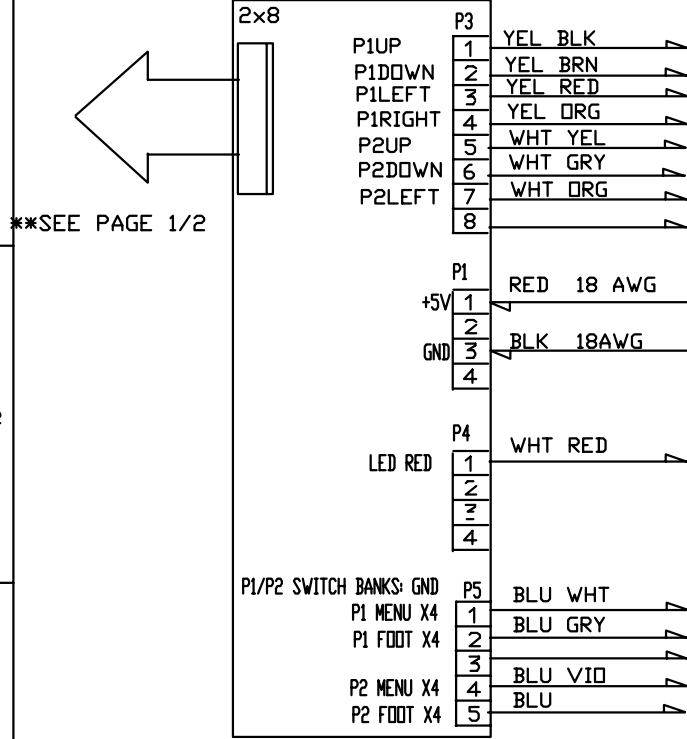 2x8
P3
P1UP 1 YEL BLK
P1DOWN 2 YEL BRN
P1LEFT 3 YEL RED
P1RIGHT 4 YEL ORG
P2UP 5 WHT YEL
P2DOWN 6 WHT GRY
P2LEFT 7 WHT ORG
8
**SEE PAGE 1/2
P1
+5V 1 RED 18 AWG
2
GND 3 BLK 18AWG
4
P4
LED RED 1 WHT RED
2
3
4
P1/P2 SWITCH BANKS: GND P5
P1 MENU X4 1 BLU WHT
P1 FOOT X4 2 BLU GRY
3
P2 MENU X4 4 BLU VIO
P2 FOOT X4 5 BLU